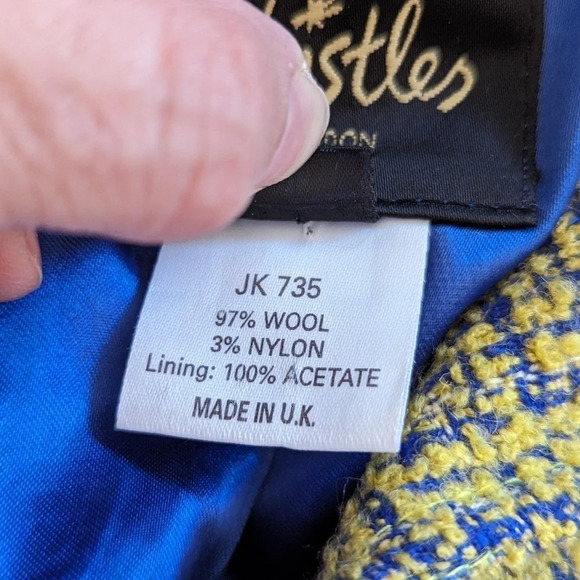 JK 735
97% WOOL
3% NYLON
Lining: 100% ACETATE
MADE IN U.K.